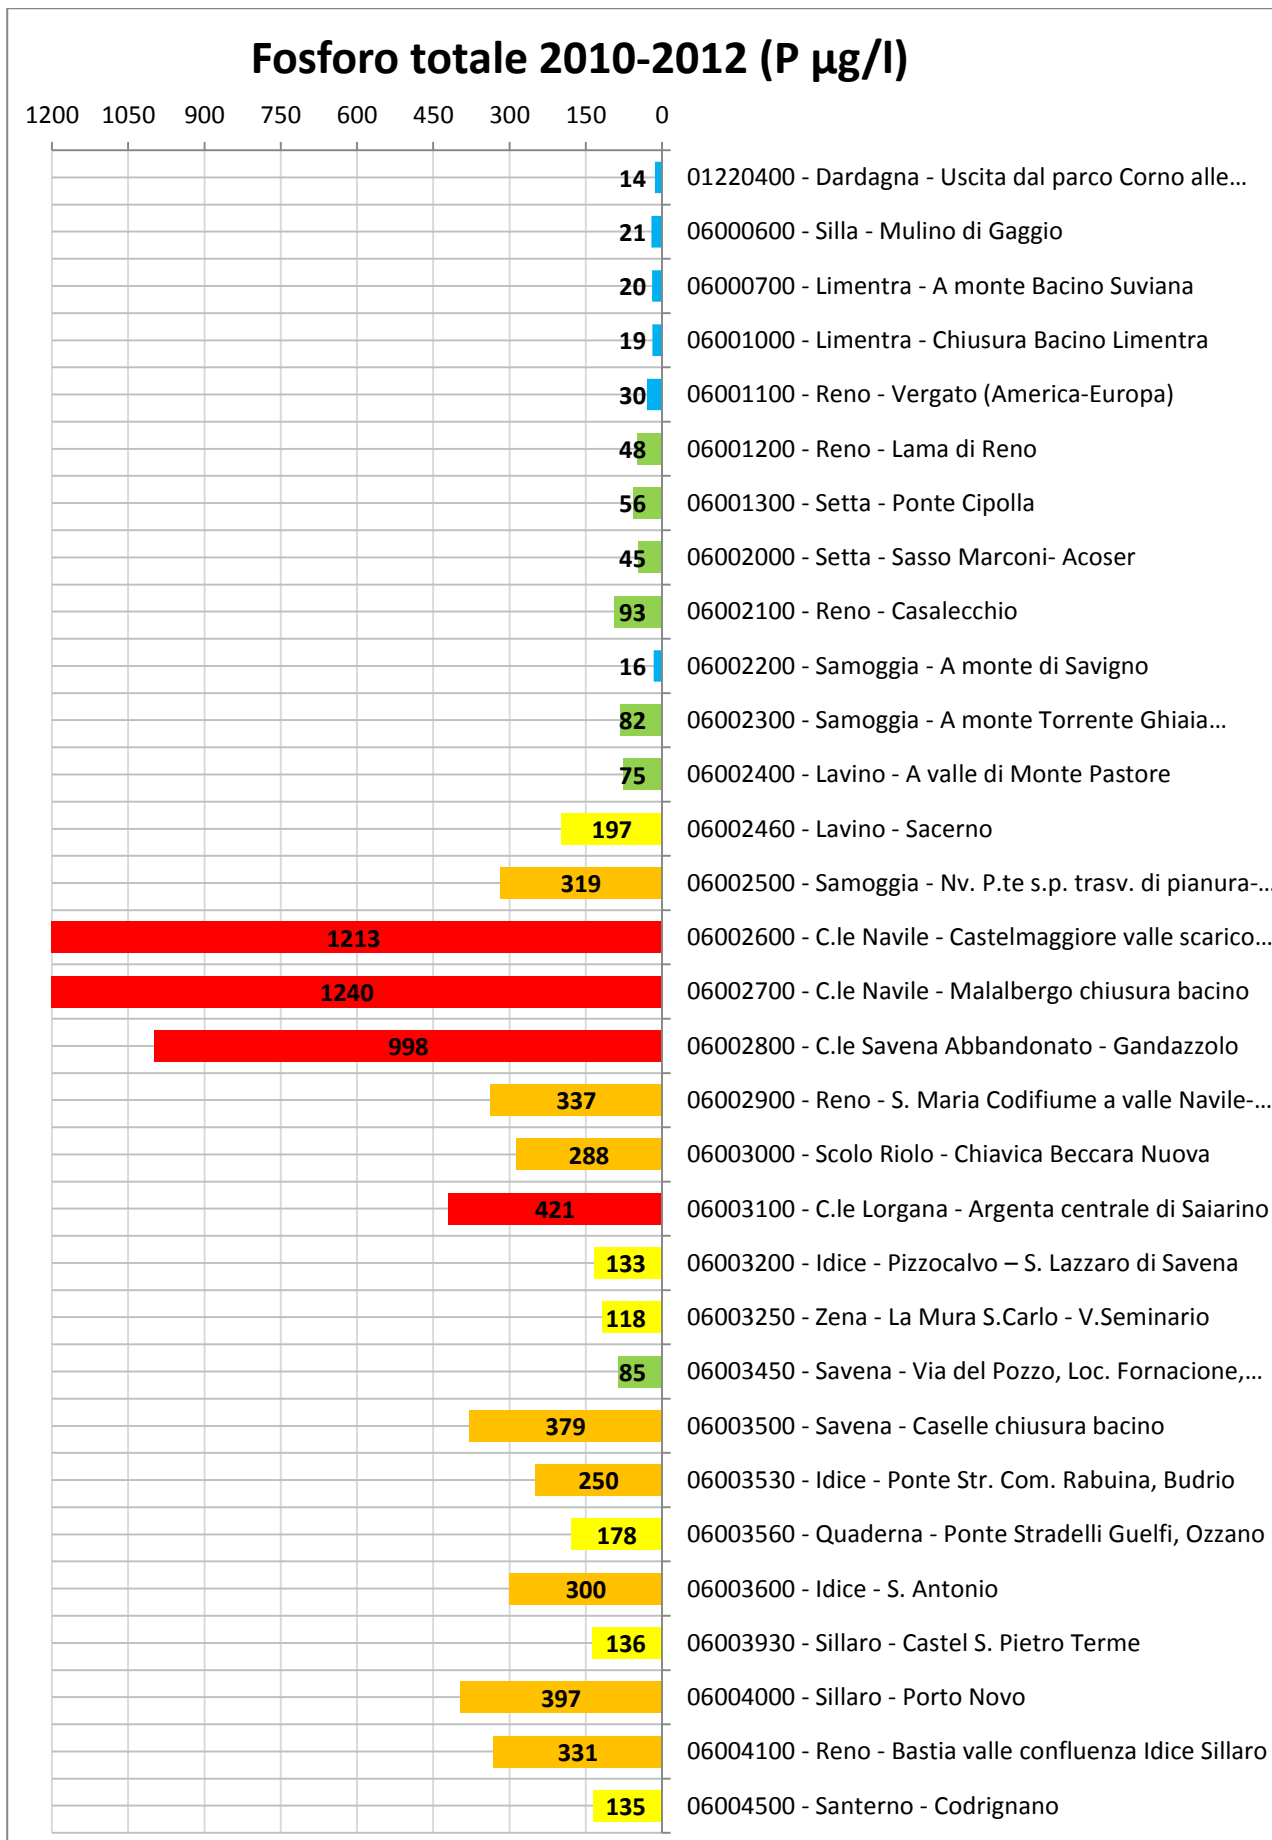 Fosforo totale 2010-2012 (P µg/l)
1200 1050 900 750 600 450 300 150 0
14 01220400 - Dardagna - Uscita dal parco Corno alle...
21 06000600 - Silla - Mulino di Gaggio
20 06000700 - Limentra - A monte Bacino Suviana
19 06001000 - Limentra - Chiusura Bacino Limentra
30 06001100 - Reno - Vergato (America-Europa)
48 06001200 - Reno - Lama di Reno
56 06001300 - Setta - Ponte Cipolla
45 06002000 - Setta - Sasso Marconi- Acoser
93 06002100 - Reno - Casalecchio
16 06002200 - Samoggia - A monte di Savigno
82 06002300 - Samoggia - A monte Torrente Ghiaia...
75 06002400 - Lavino - A valle di Monte Pastore
197 06002460 - Lavino - Sacerno
319 06002500 - Samoggia - Nv. P.te s.p. trasv. di pianura-...
1213 06002600 - C.le Navile - Castelmaggiore valle scarico...
1240 06002700 - C.le Navile - Malalbergo chiusura bacino
998 06002800 - C.le Savena Abbandonato - Gandazzolo
337 06002900 - Reno - S. Maria Codifiume a valle Navile-...
288 06003000 - Scolo Riolo - Chiavica Beccara Nuova
421 06003100 - C.le Lorgana - Argenta centrale di Saiarino
133 06003200 - Idice - Pizzocalvo – S. Lazzaro di Savena
118 06003250 - Zena - La Mura S.Carlo - V.Seminario
85 06003450 - Savena - Via del Pozzo, Loc. Fornacione,...
379 06003500 - Savena - Caselle chiusura bacino
250 06003530 - Idice - Ponte Str. Com. Rabuina, Budrio
178 06003560 - Quaderna - Ponte Stradelli Guelfi, Ozzano
300 06003600 - Idice - S. Antonio
136 06003930 - Sillaro - Castel S. Pietro Terme
397 06004000 - Sillaro - Porto Novo
331 06004100 - Reno - Bastia valle confluenza Idice Sillaro
135 06004500 - Santerno - Codrignano